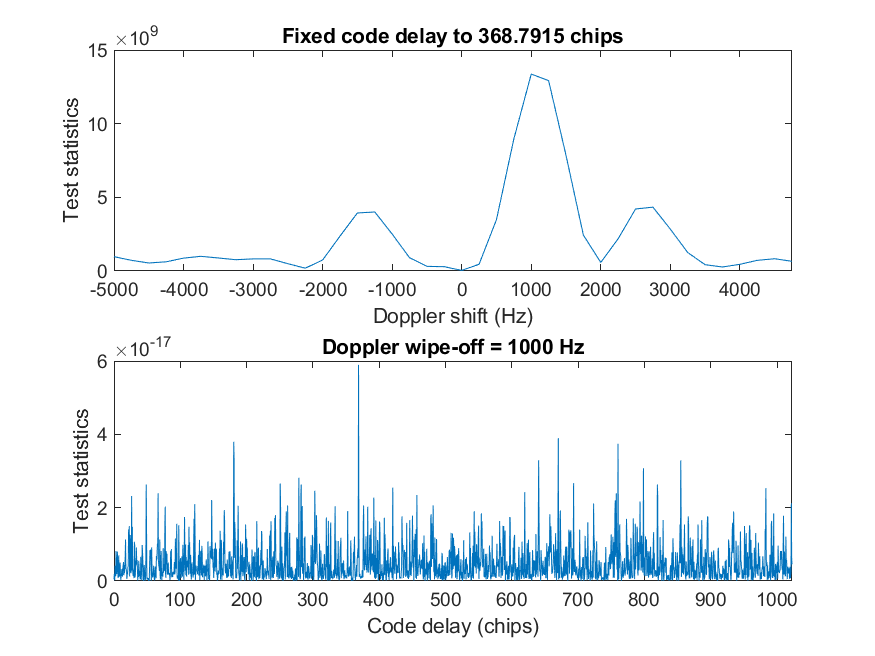 ×10^9
Fixed code delay to 368.7915 chips
15
10
5
0
Test statistics
-5000 -4000 -3000 -2000 -1000 0 1000 2000 3000 4000
Doppler shift (Hz)
×10^-17
Doppler wipe-off = 1000 Hz
6
4
2
0
Test statistics
0 100 200 300 400 500 600 700 800 900 1000
Code delay (chips)